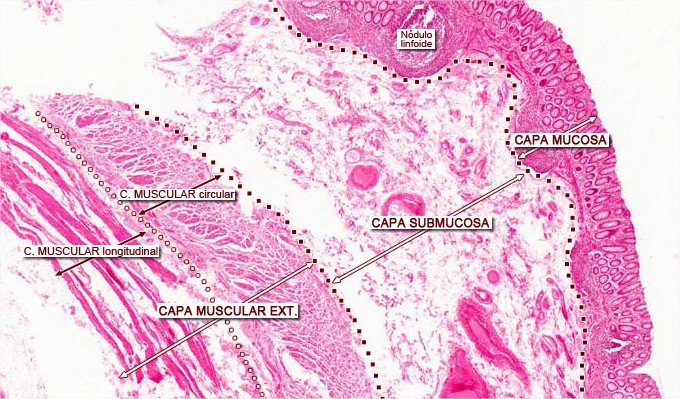 Nódulo
linfoide
CAPA MUCOSA
C. MUSCULAR circular
CAPA SUBMUCOSA
C. MUSCULAR longitudinal
CAPA MUSCULAR EXT.